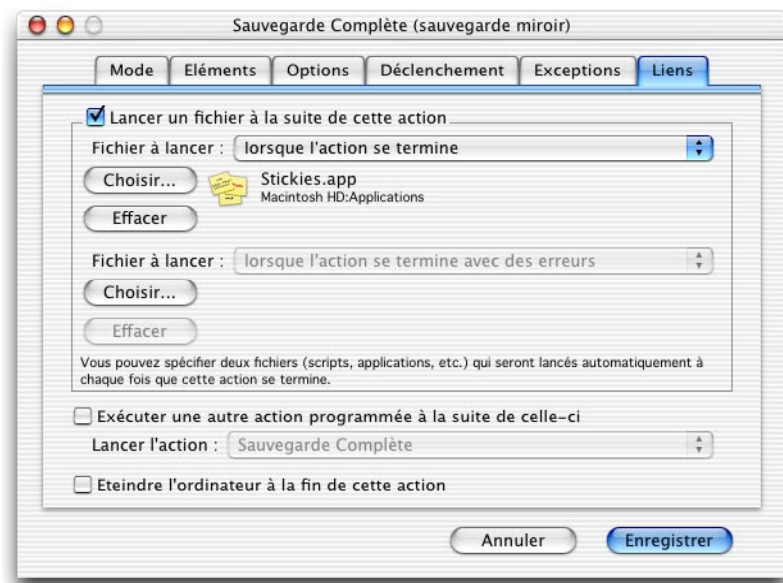 Sauvegarde Complète (sauvegarde miroir)
Mode Eléments Options Déclenchement Exceptions Liens
Lancer un fichier à la suite de cette action
Fichier à lancer : lorsque l'action se termine
Choisir... Stickies.app
Macintosh HD:Applications
Effacer
Fichier à lancer : lorsque l'action se termine avec des erreurs
Choisir...
Effacer
Vous pouvez spécifier deux fichiers (scripts, applications, etc.) qui seront lancés automatiquement à
chaque fois que cette action se termine.
Exécuter une autre action programmée à la suite de celle-ci
Lancer l'action : Sauvegarde Complète
Eteindre l'ordinateur à la fin de cette action
Annuler Enregistrer